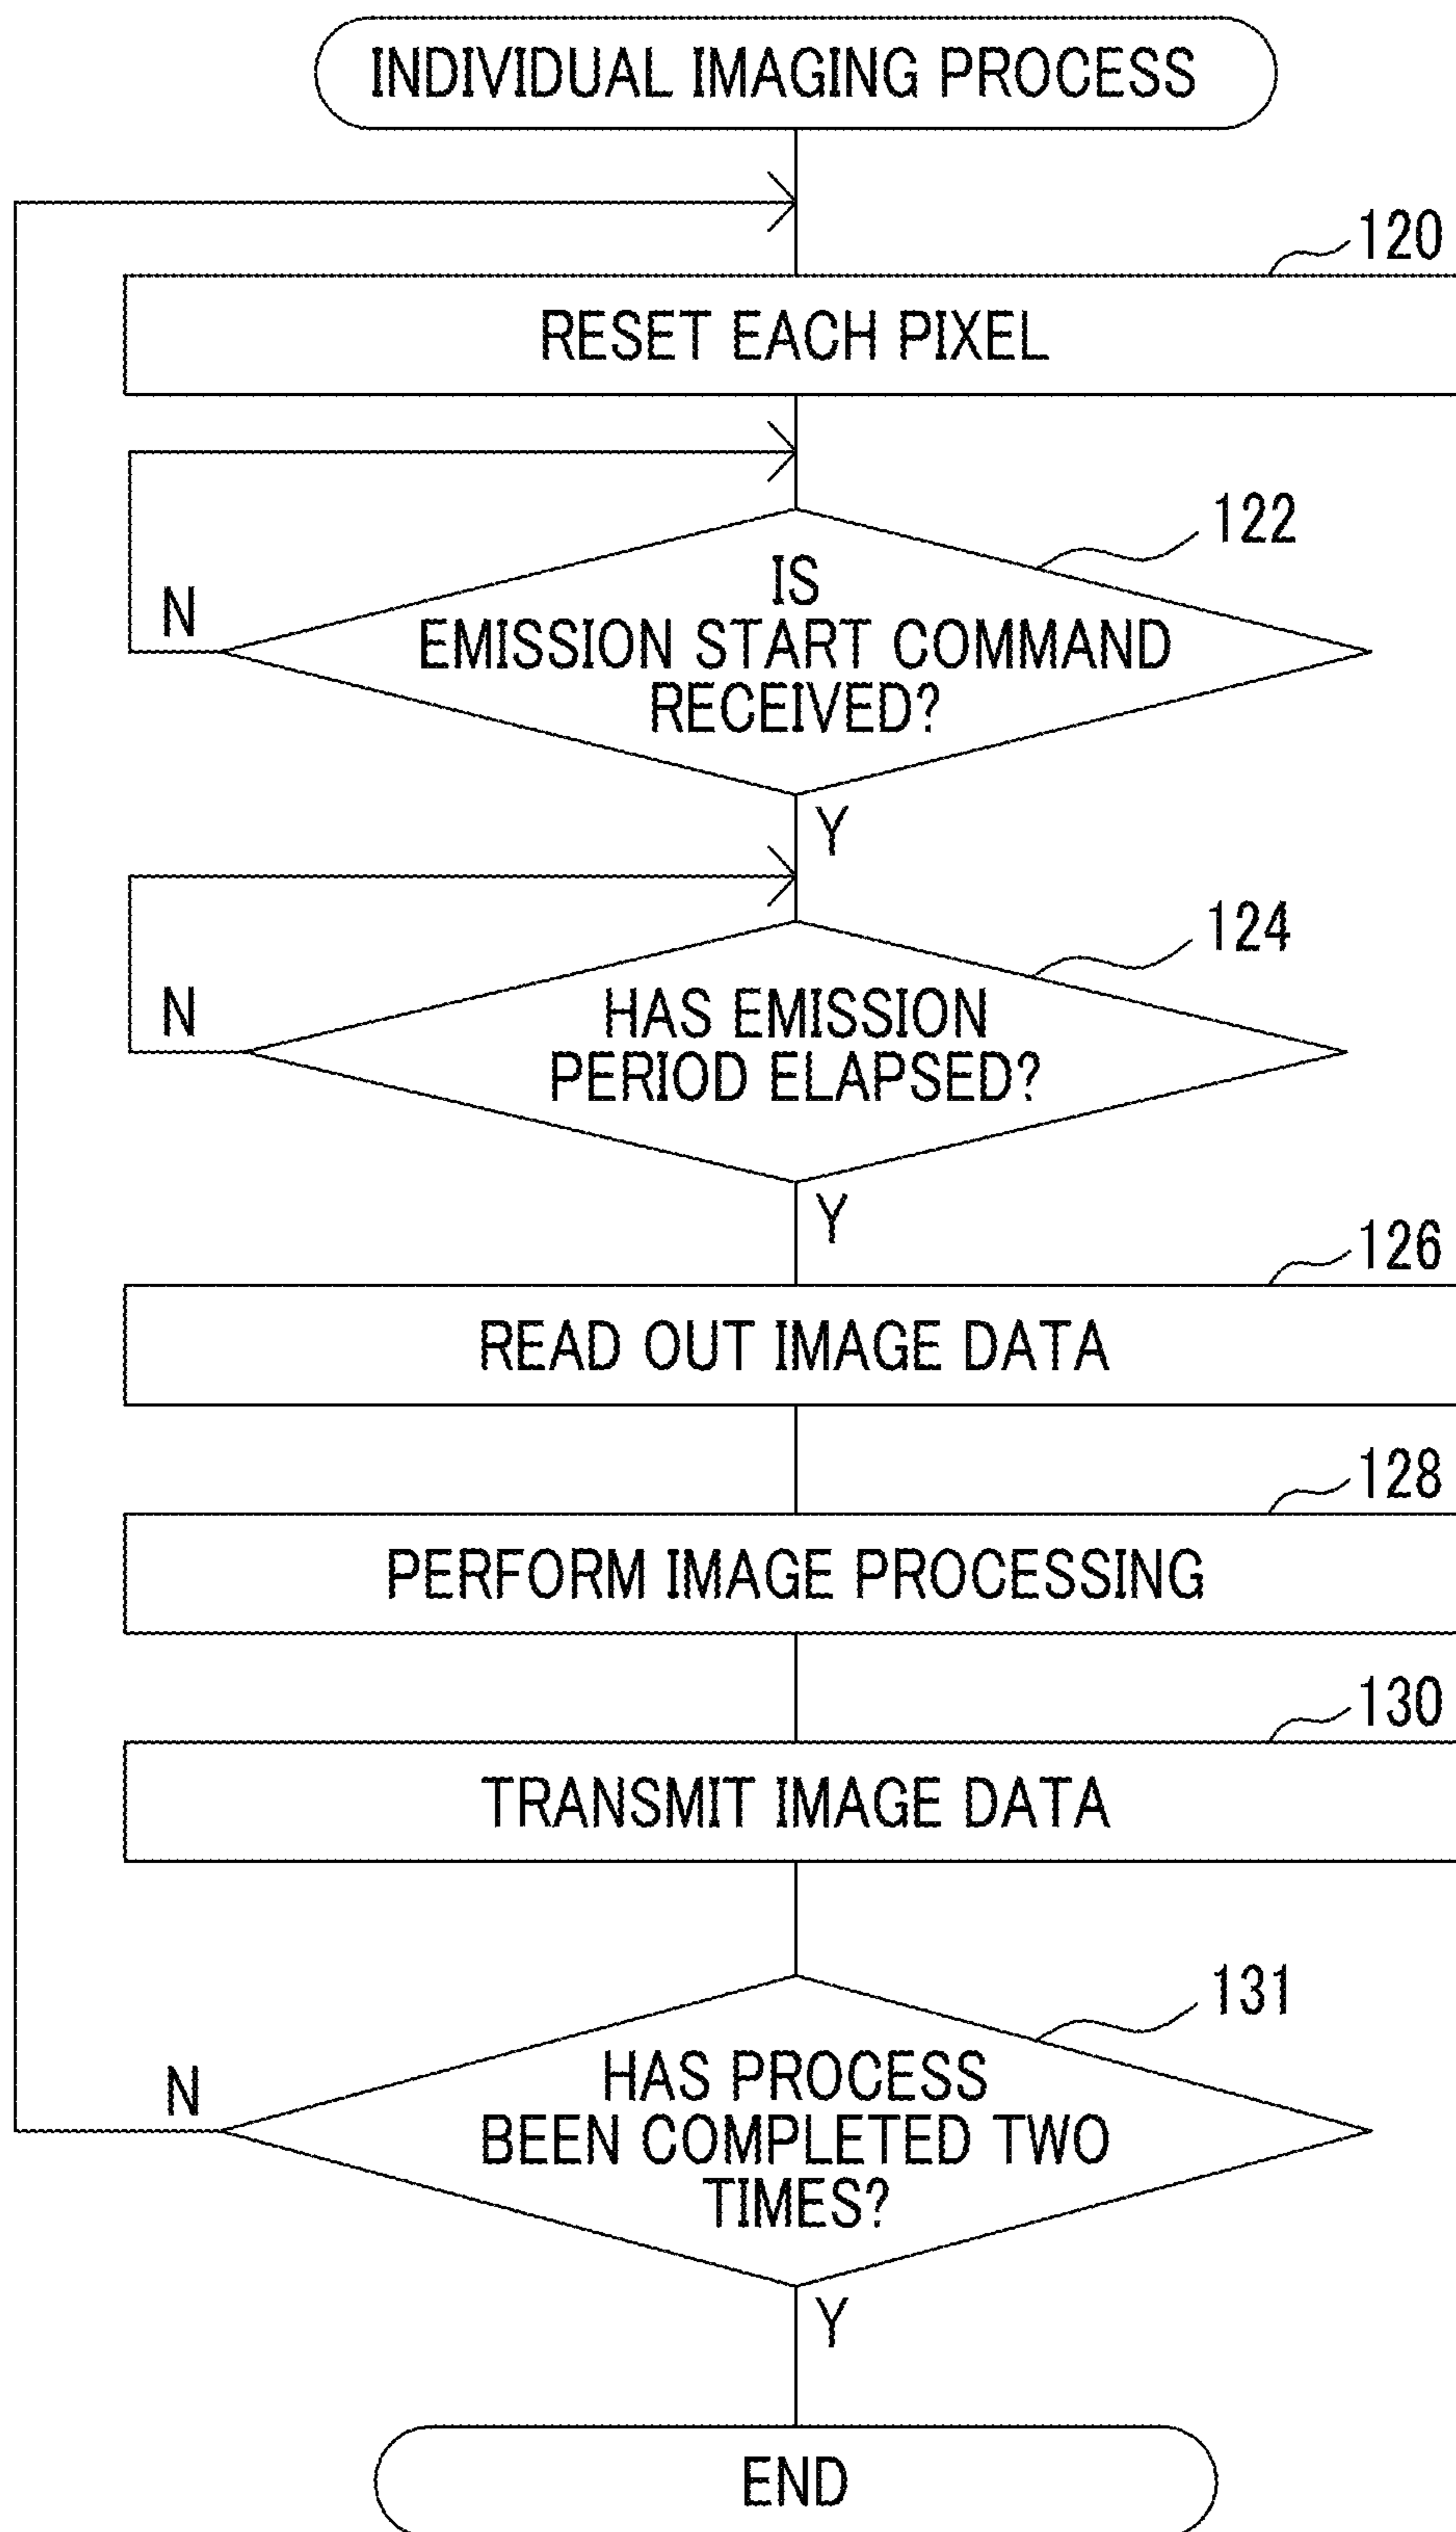 INDIVIDUAL IMAGING PROCESS
120
RESET EACH PIXEL
122
IS
EMISSION START COMMAND
RECEIVED?
N
Y
124
HAS EMISSION
PERIOD ELAPSED?
N
Y
126
READ OUT IMAGE DATA
128
PERFORM IMAGE PROCESSING
130
TRANSMIT IMAGE DATA
131
HAS PROCESS
BEEN COMPLETED TWO
TIMES?
N
Y
END